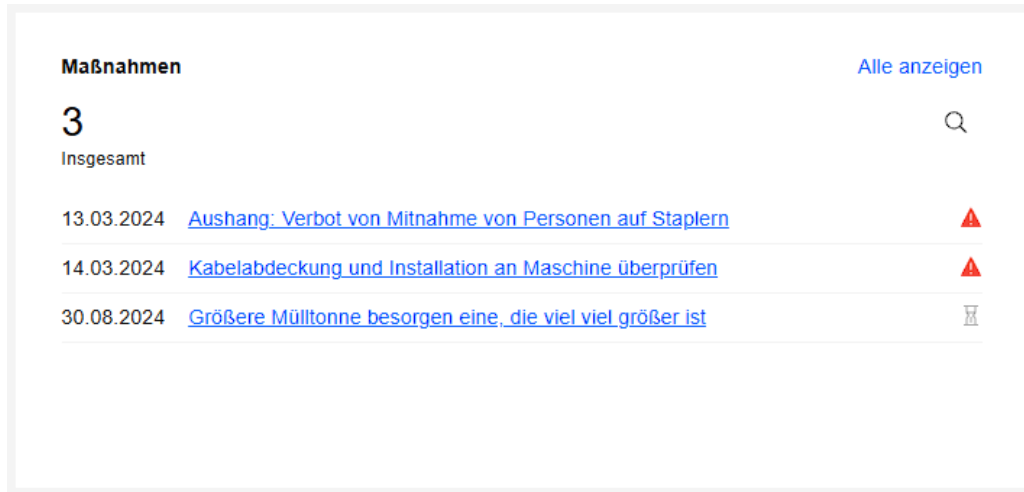 Maßnahmen
Alle anzeigen
3
Insgesamt
13.03.2024 Aushang: Verbot von Mitnahme von Personen auf Staplern
14.03.2024 Kabelabdeckung und Installation an Maschine überprüfen
30.08.2024 Größere Mülltonne besorgen eine, die viel viel größer ist